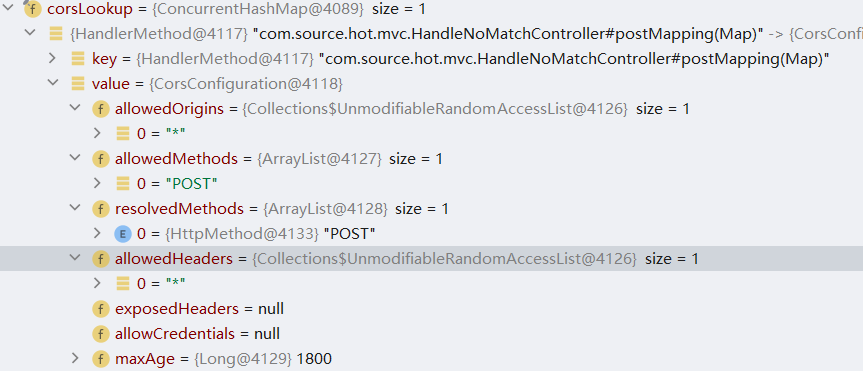 corsLookup = {ConcurrentHashMap@4089} size = 1
{HandlerMethod@4117} "com.source.hot.mvc.HandleNoMatchController#postMapping(Map)" -> {CorsConfi
key = {HandlerMethod@4117} "com.source.hot.mvc.HandleNoMatchController#postMapping(Map)"
value = {CorsConfiguration@4118}
f allowedOrigins = {Collections$UnmodifiableRandomAccessList@4126} size = 1
0 = "*"
f allowedMethods = {ArrayList@4127} size = 1
0 = "POST"
f resolvedMethods = {ArrayList@4128} size = 1
E 0 = {HttpMethod@4133} "POST"
f allowedHeaders = {Collections$UnmodifiableRandomAccessList@4126} size = 1
0 = "*"
f exposedHeaders = null
f allowCredentials = null
f maxAge = {Long@4129} 1800